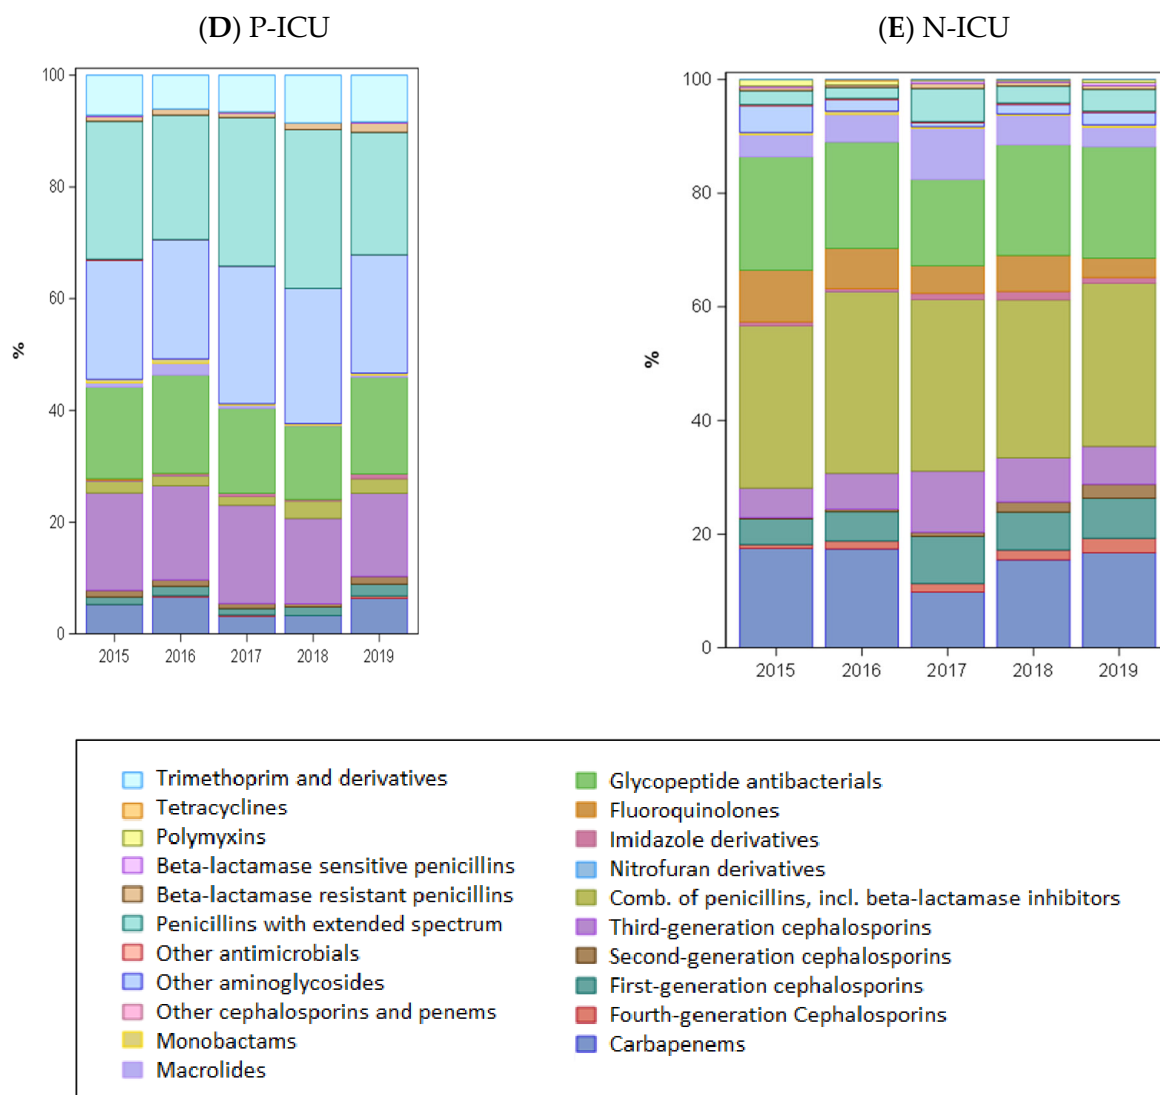 (D) P-ICU
(E) N-ICU
100
80
60
40
20
0
%
2015 2016 2017 2018 2019
100
80
60
40
20
0
%
2015 2016 2017 2018 2019
Trimethoprim and derivatives
Tetracyclines
Polymyxins
Beta-lactamase sensitive penicillins
Beta-lactamase resistant penicillins
Penicillins with extended spectrum
Other antimicrobials
Other aminoglycosides
Other cephalosporins and penems
Monobactams
Macrolides
Glycopeptide antibacterials
Fluoroquinolones
Imidazole derivatives
Nitrofuran derivatives
Comb. of penicillins, incl. beta-lactamase inhibitors
Third-generation cephalosporins
Second-generation cephalosporins
First-generation cephalosporins
Fourth-generation Cephalosporins
Carbapenems